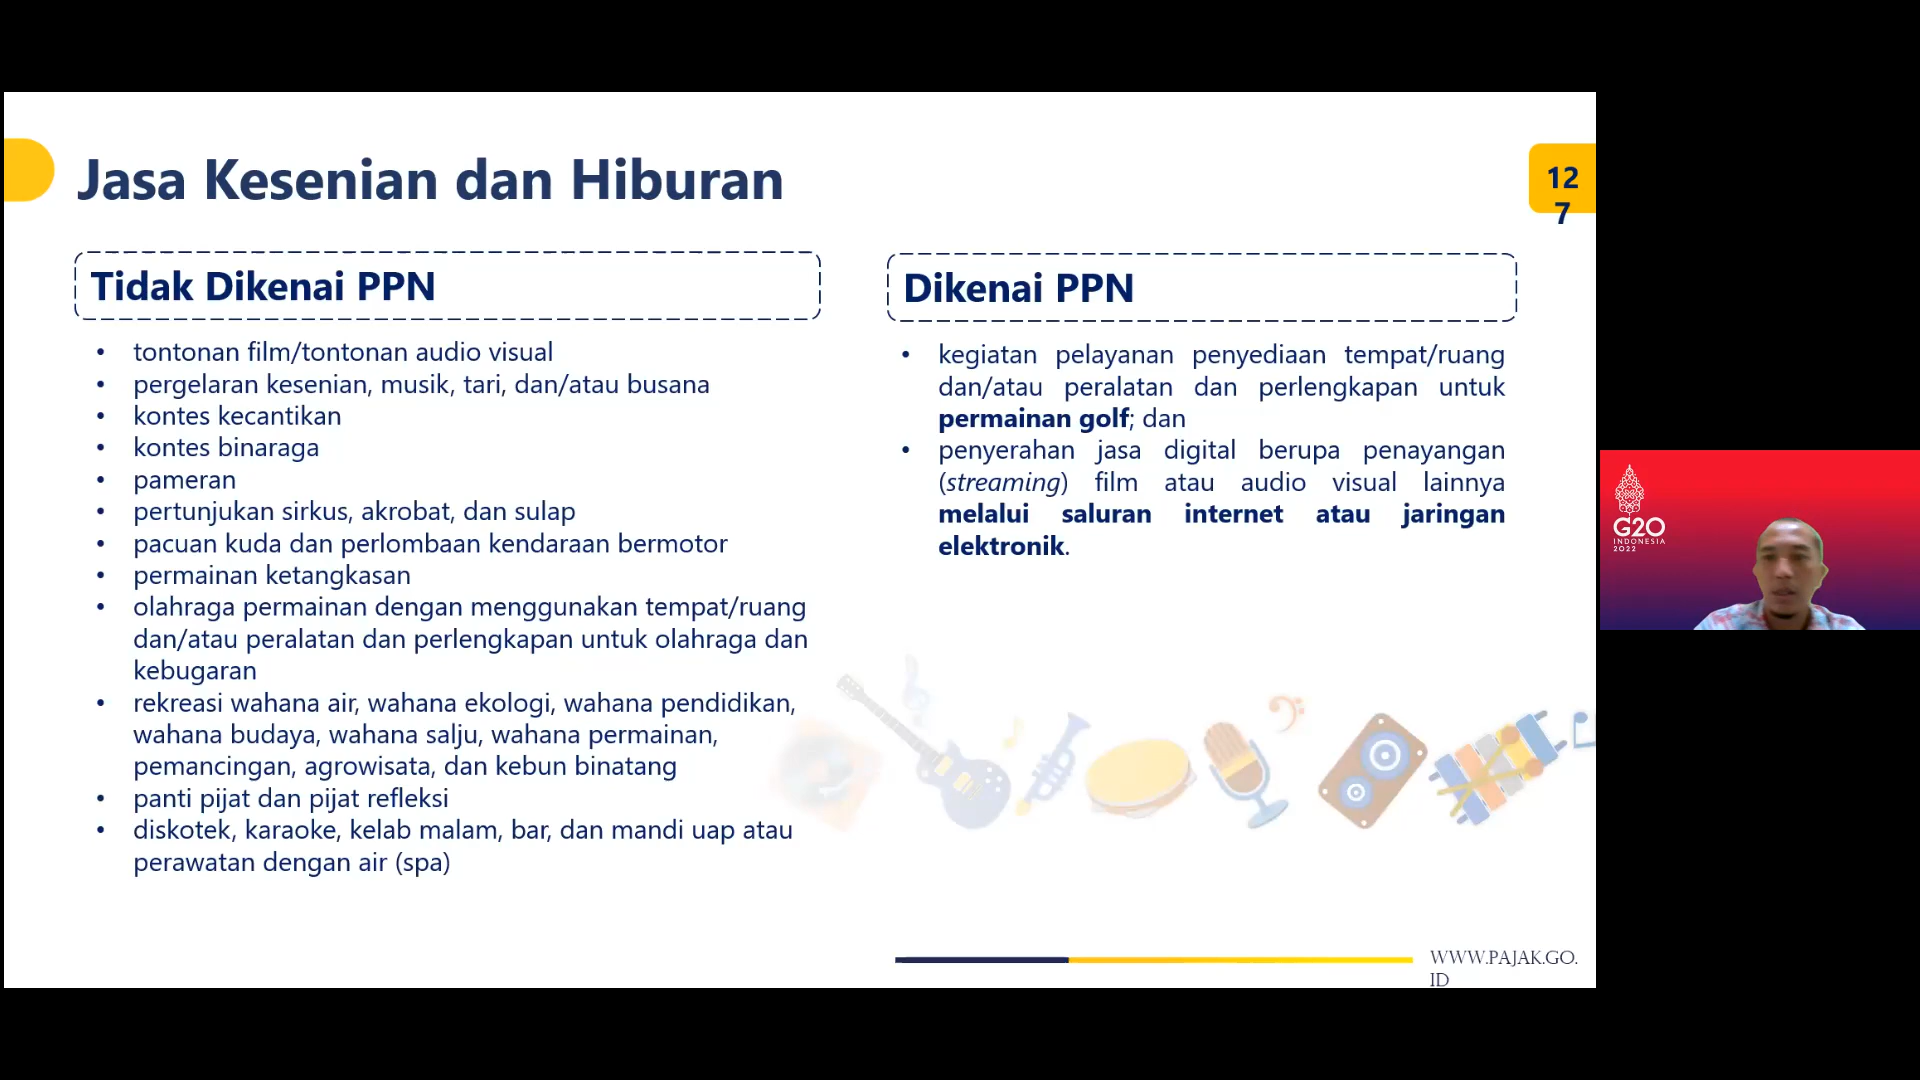 Jasa Kesenian dan Hiburan
12
7
Tidak Dikenai PPN
• tontonan film/tontonan audio visual
• pergelaran kesenian, musik, tari, dan/atau busana
• kontes kecantikan
• kontes binaraga
• pameran
• pertunjukan sirkus, akrobat, dan sulap
• pacuan kuda dan perlombaan kendaraan bermotor
• permainan ketangkasan
• olahraga permainan dengan menggunakan tempat/ruang
dan/atau peralatan dan perlengkapan untuk olahraga dan
kebugaran
• rekreasi wahana air, wahana ekologi, wahana pendidikan,
wahana budaya, wahana salju, wahana permainan,
pemancingan, agrowisata, dan kebun binatang
• panti pijat dan pijat refleksi
• diskotek, karaoke, kelab malam, bar, dan mandi uap atau
perawatan dengan air (spa)
Dikenai PPN
• kegiatan pelayanan penyediaan tempat/ruang
dan/atau peralatan dan perlengkapan untuk
permainan golf; dan
• penyerahan jasa digital berupa penayangan
(streaming) film atau audio visual lainnya
melalui saluran internet atau jaringan
elektronik.
WWW.PAJAK.GO.
ID
G20
INDONESIA
2022